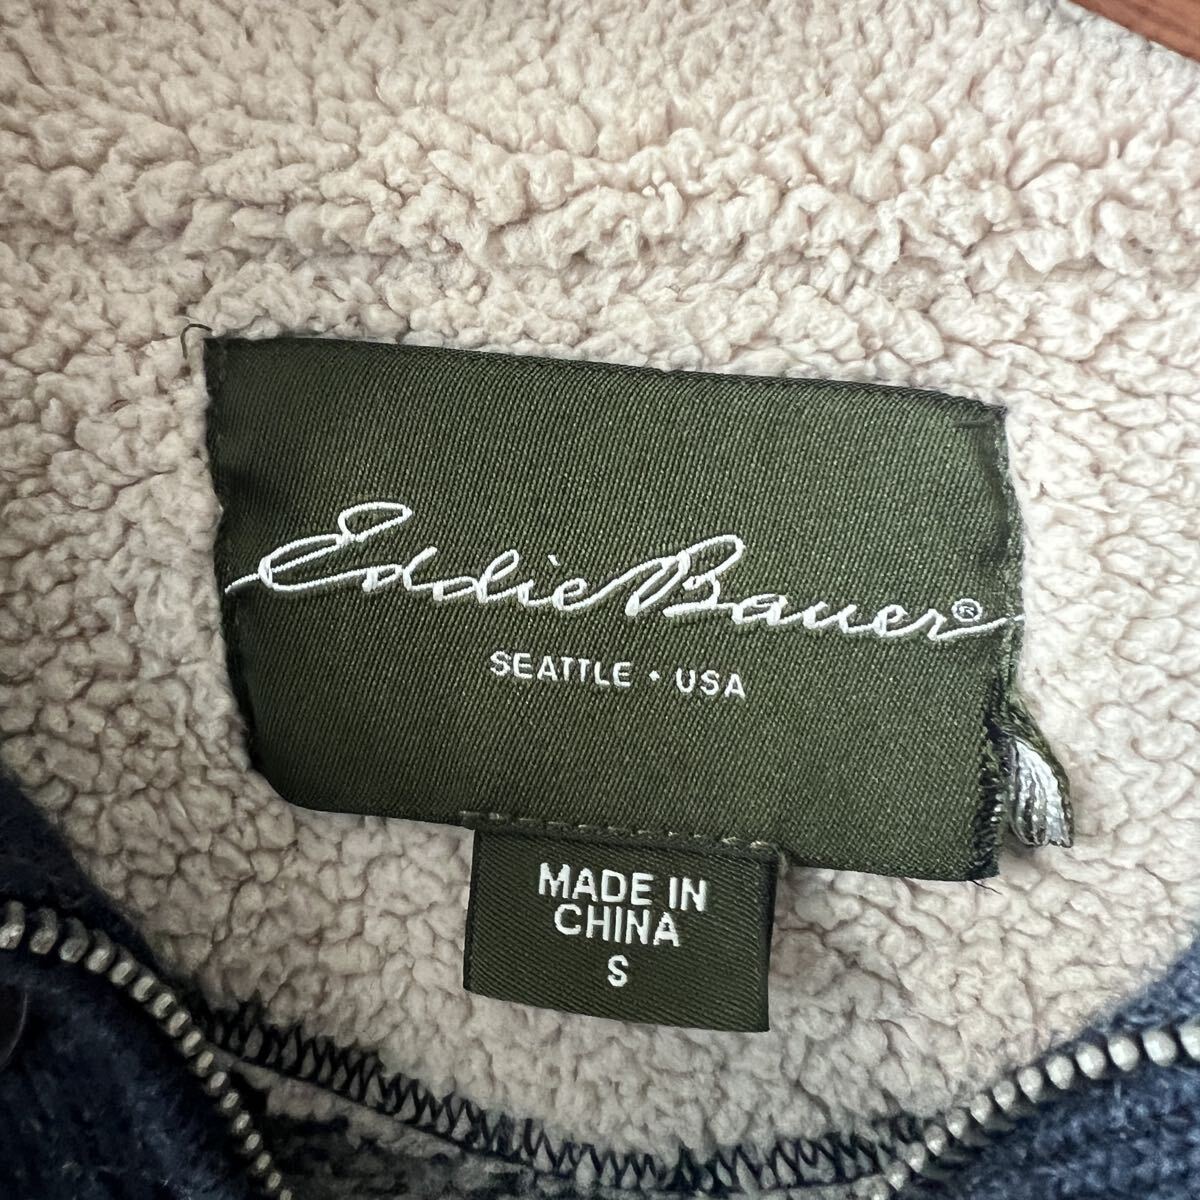 Eddie Bauer®
SEATTLE • USA
MADE IN
CHINA
S